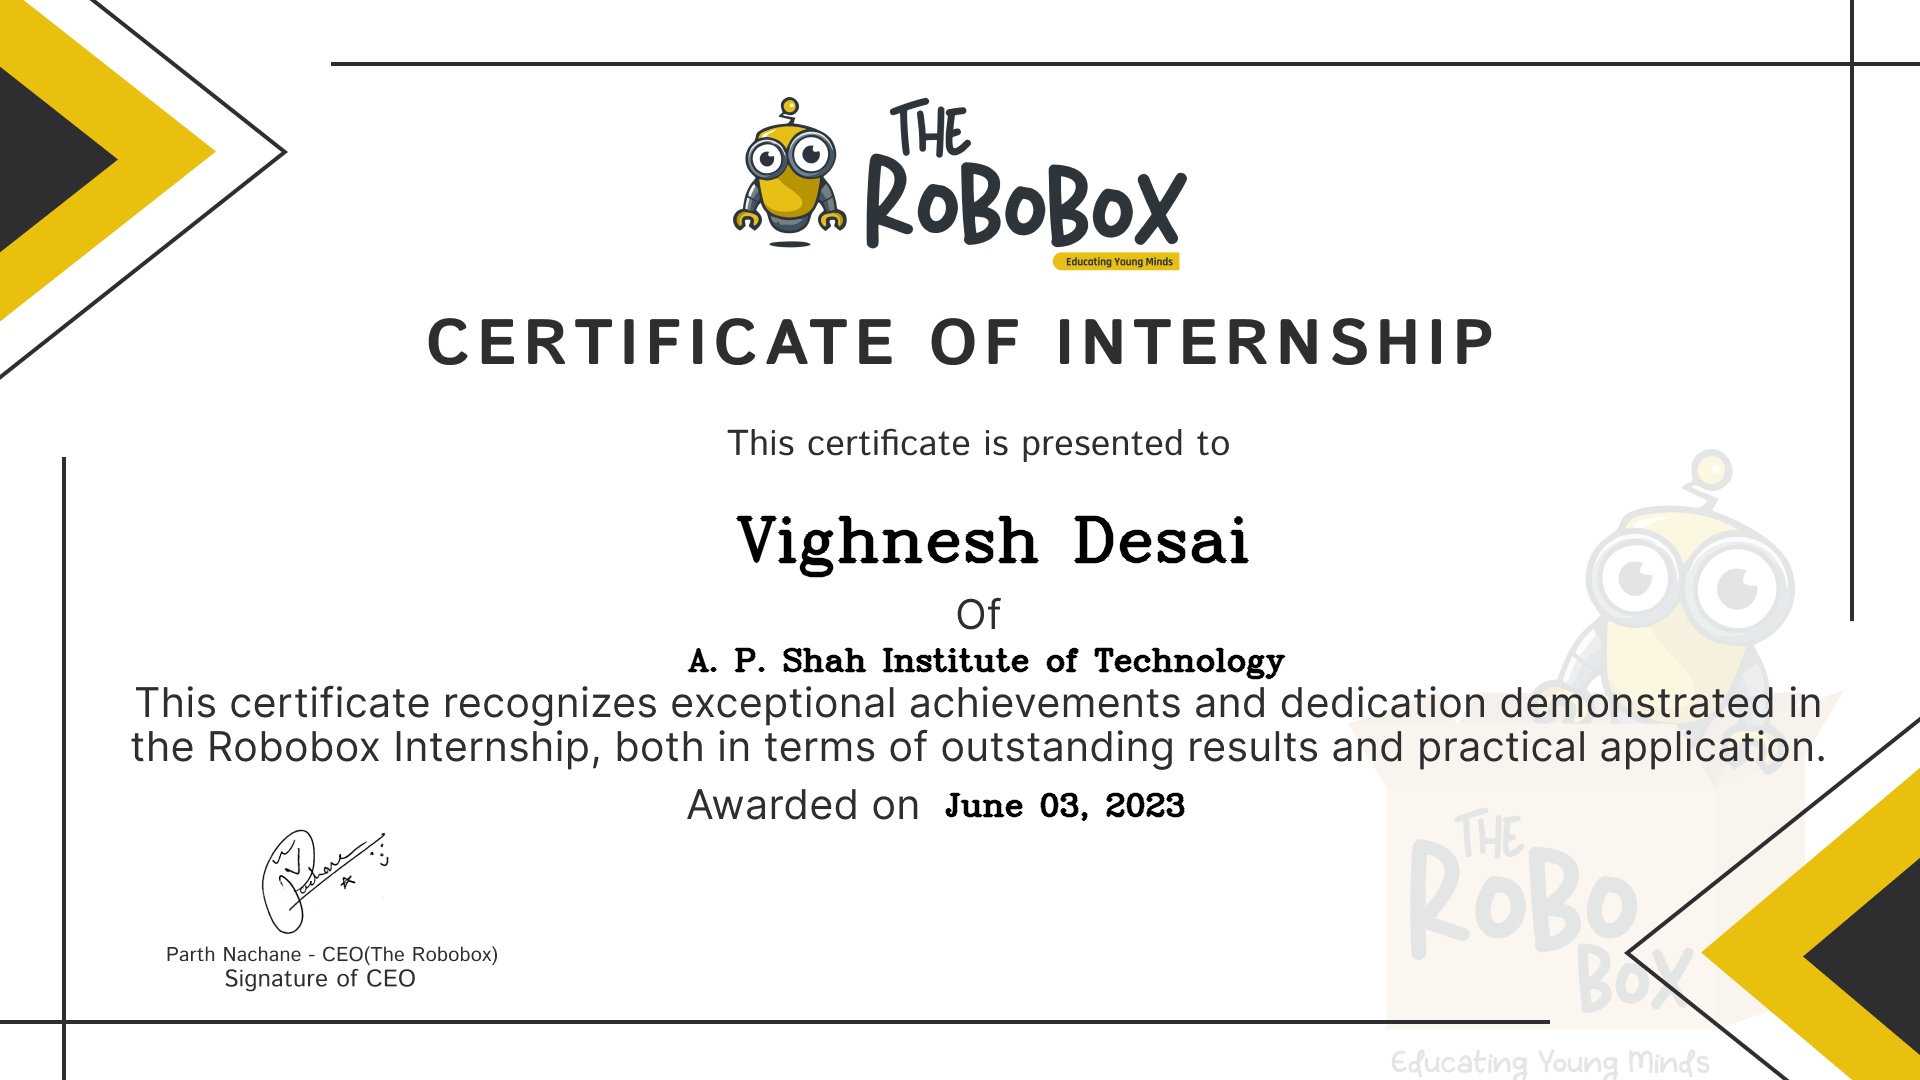 THE
ROBOBOX
Educating Young Minds
CERTIFICATE OF INTERNSHIP
This certificate is presented to
Vighnesh Desai
Of
A. P. Shah Institute of Technology
This certificate recognizes exceptional achievements and dedication demonstrated in
the Robobox Internship, both in terms of outstanding results and practical application.
Awarded on June 03, 2023
Parth Nachane - CEO(The Robobox)
Signature of CEO
THE
ROBO
BOX
Educating Young Minds